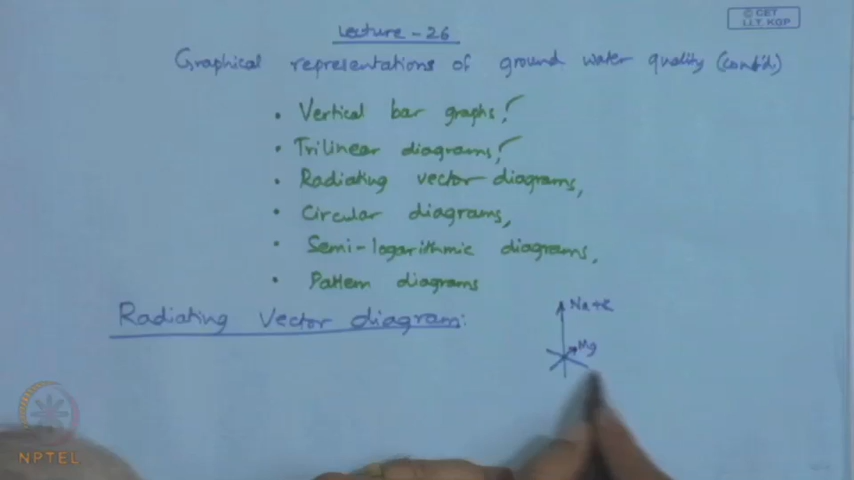 Lecture - 26
© CET
I.I.T. KGP
Graphical representations of ground water quality (cont'd.)
• Vertical bar graphs,
• Trilinear diagrams,
• Radiating vector diagrams,
• Circular diagrams,
• Semi-logarithmic diagrams,
• Pattern diagrams
Radiating Vector diagram:
Na+K
Mg
NPTEL